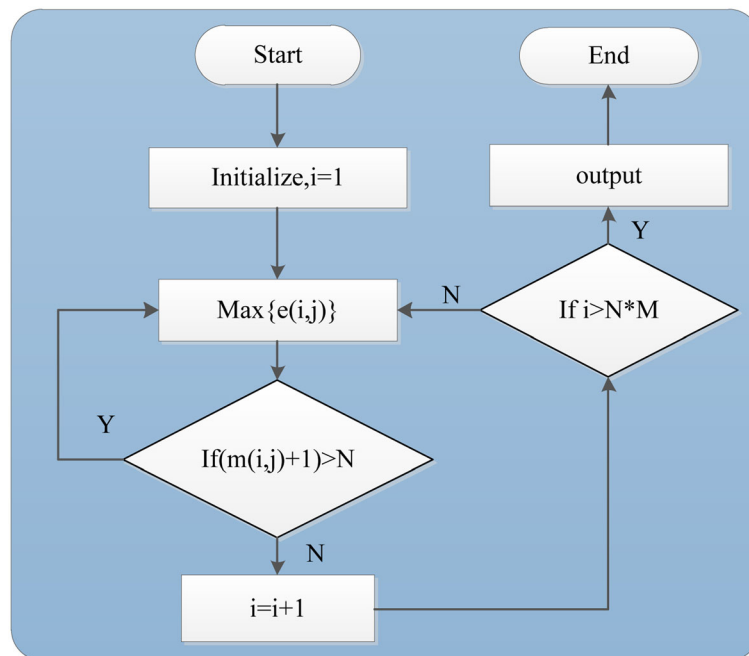 Start
End
Initialize,i=1
output
Y
N
Max{e(i,j)}
If i>N*M
Y
If(m(i,j)+1)>N
N
i=i+1